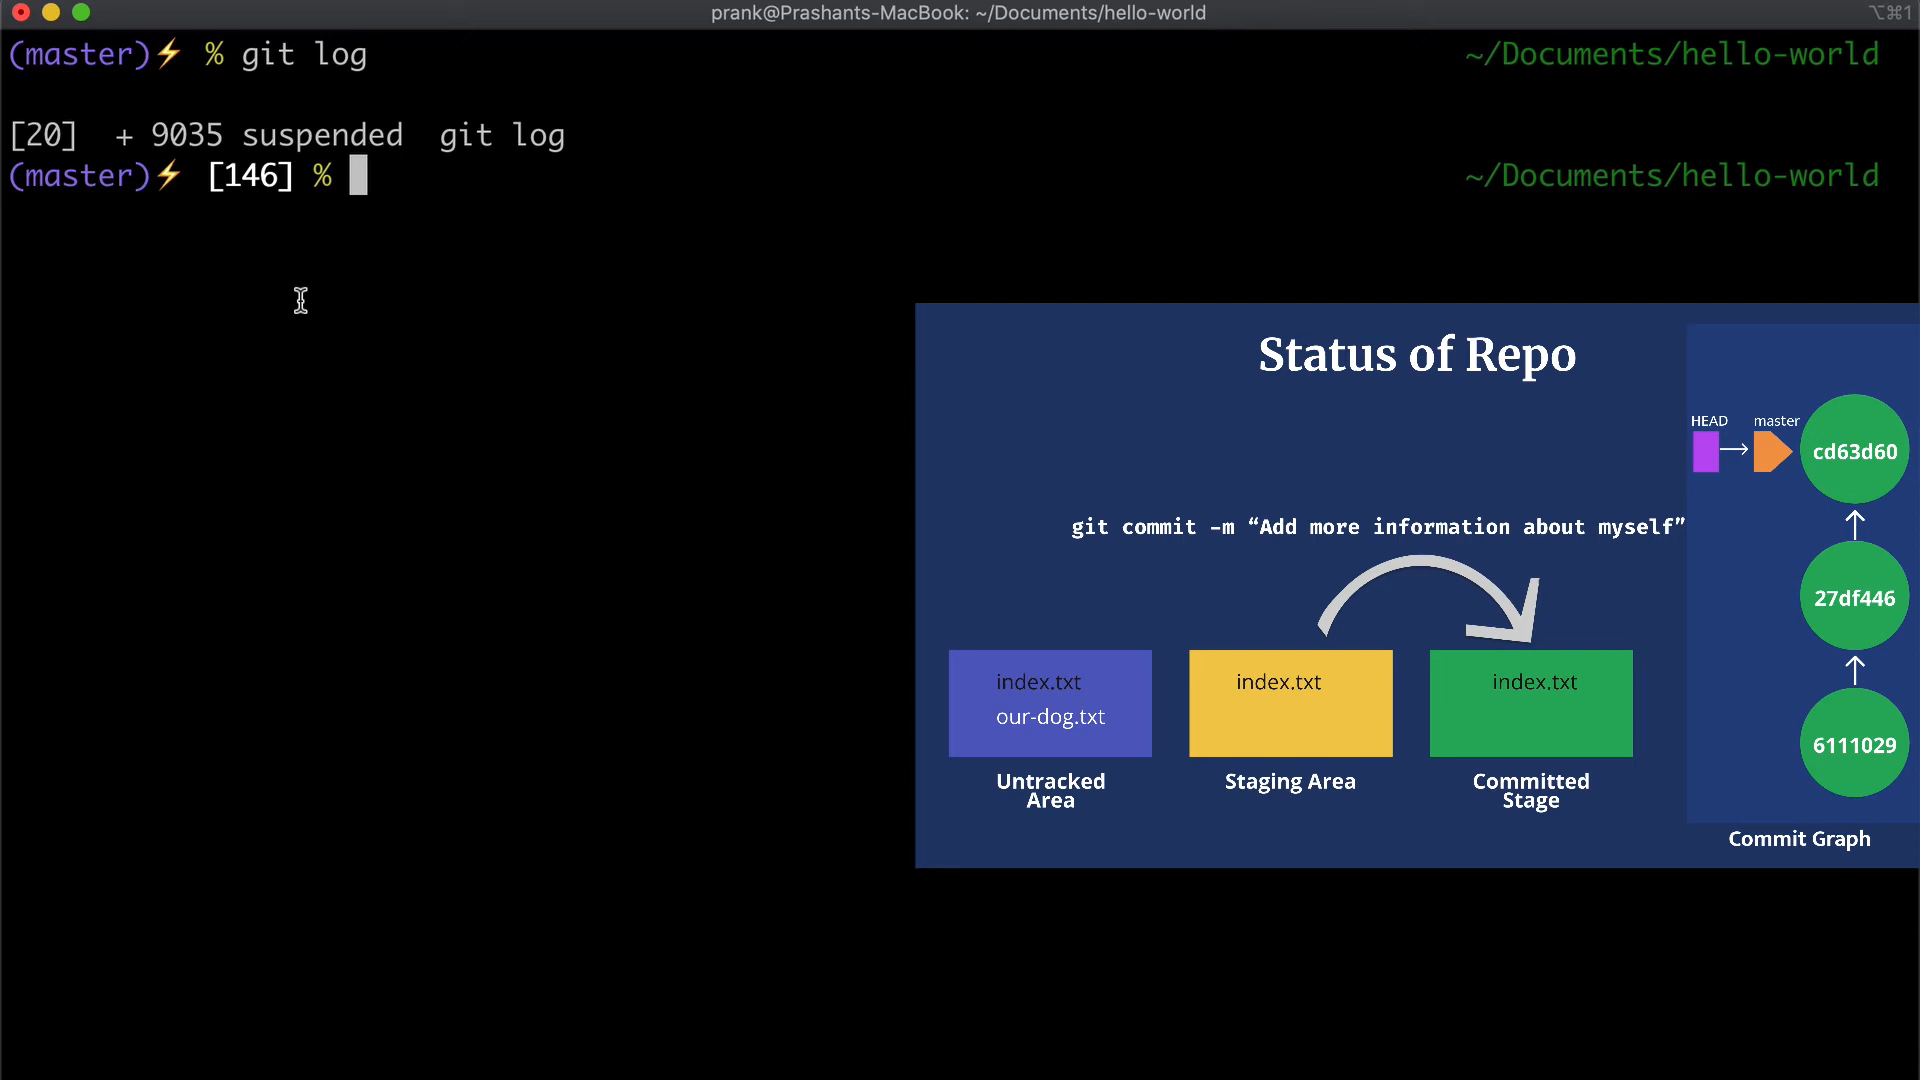 prank@Prashants-MacBook: ~/Documents/hello-world
⌥⌘1
(master)⚡ % git log ~/Documents/hello-world
[20]  + 9035 suspended  git log
(master)⚡ [146] % ~/Documents/hello-world
Status of Repo
HEAD master
cd63d60
git commit -m “Add more information about myself”
27df446
index.txt index.txt index.txt
our-dog.txt
6111029
Untracked Staging Area Committed
Area Stage
Commit Graph